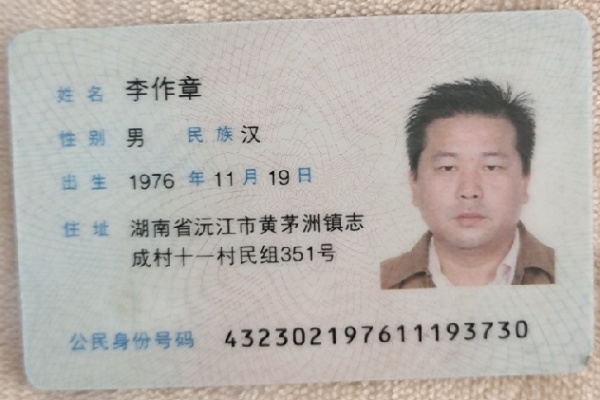 姓名 李作章
性别 男 民族 汉
出生 1976 年 11 月 19 日
住址 湖南省沅江市黄茅洲镇志
成村十一村民组351号
公民身份号码 432302197611193730